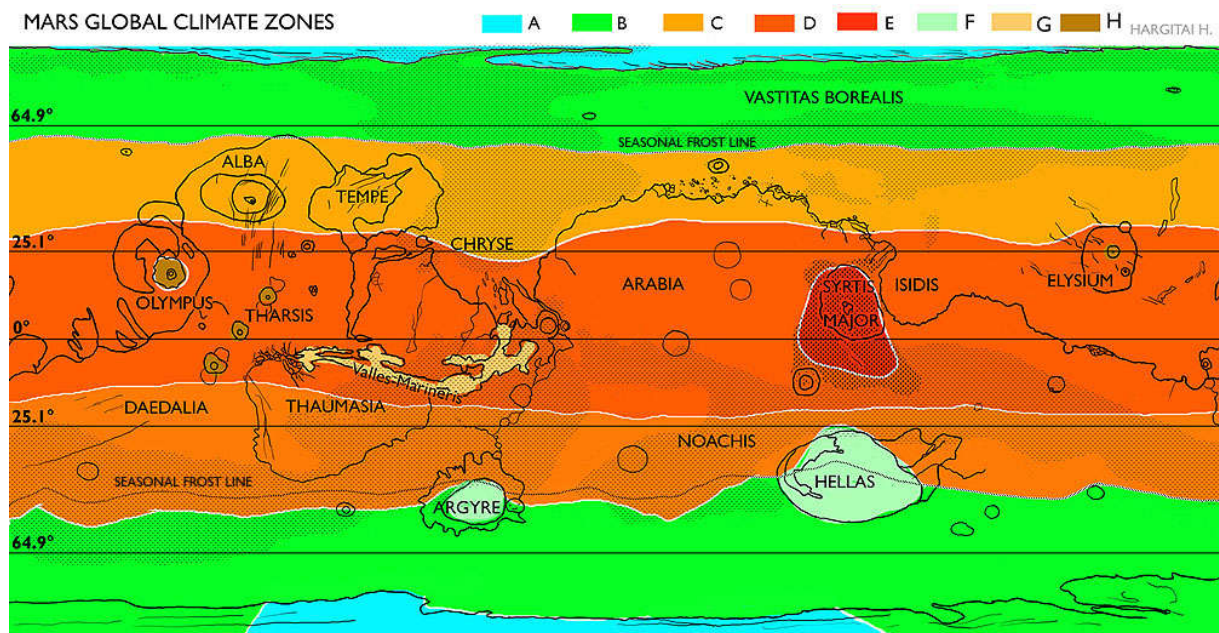 MARS GLOBAL CLIMATE ZONES A B C D E F G H HARGITAI H.
VASTITAS BOREALIS
64.9°
SEASONAL FROST LINE
ALBA
TEMPE
25.1°
CHRYSE
ARABIA
SYRTIS
MAJOR
ISIDIS
ELYSIUM
OLYMPUS
THARSIS
0°
Valles Marineris
DAEDALIA
THAUMASIA
25.1°
NOACHIS
SEASONAL FROST LINE
HELLAS
ARGYRE
64.9°